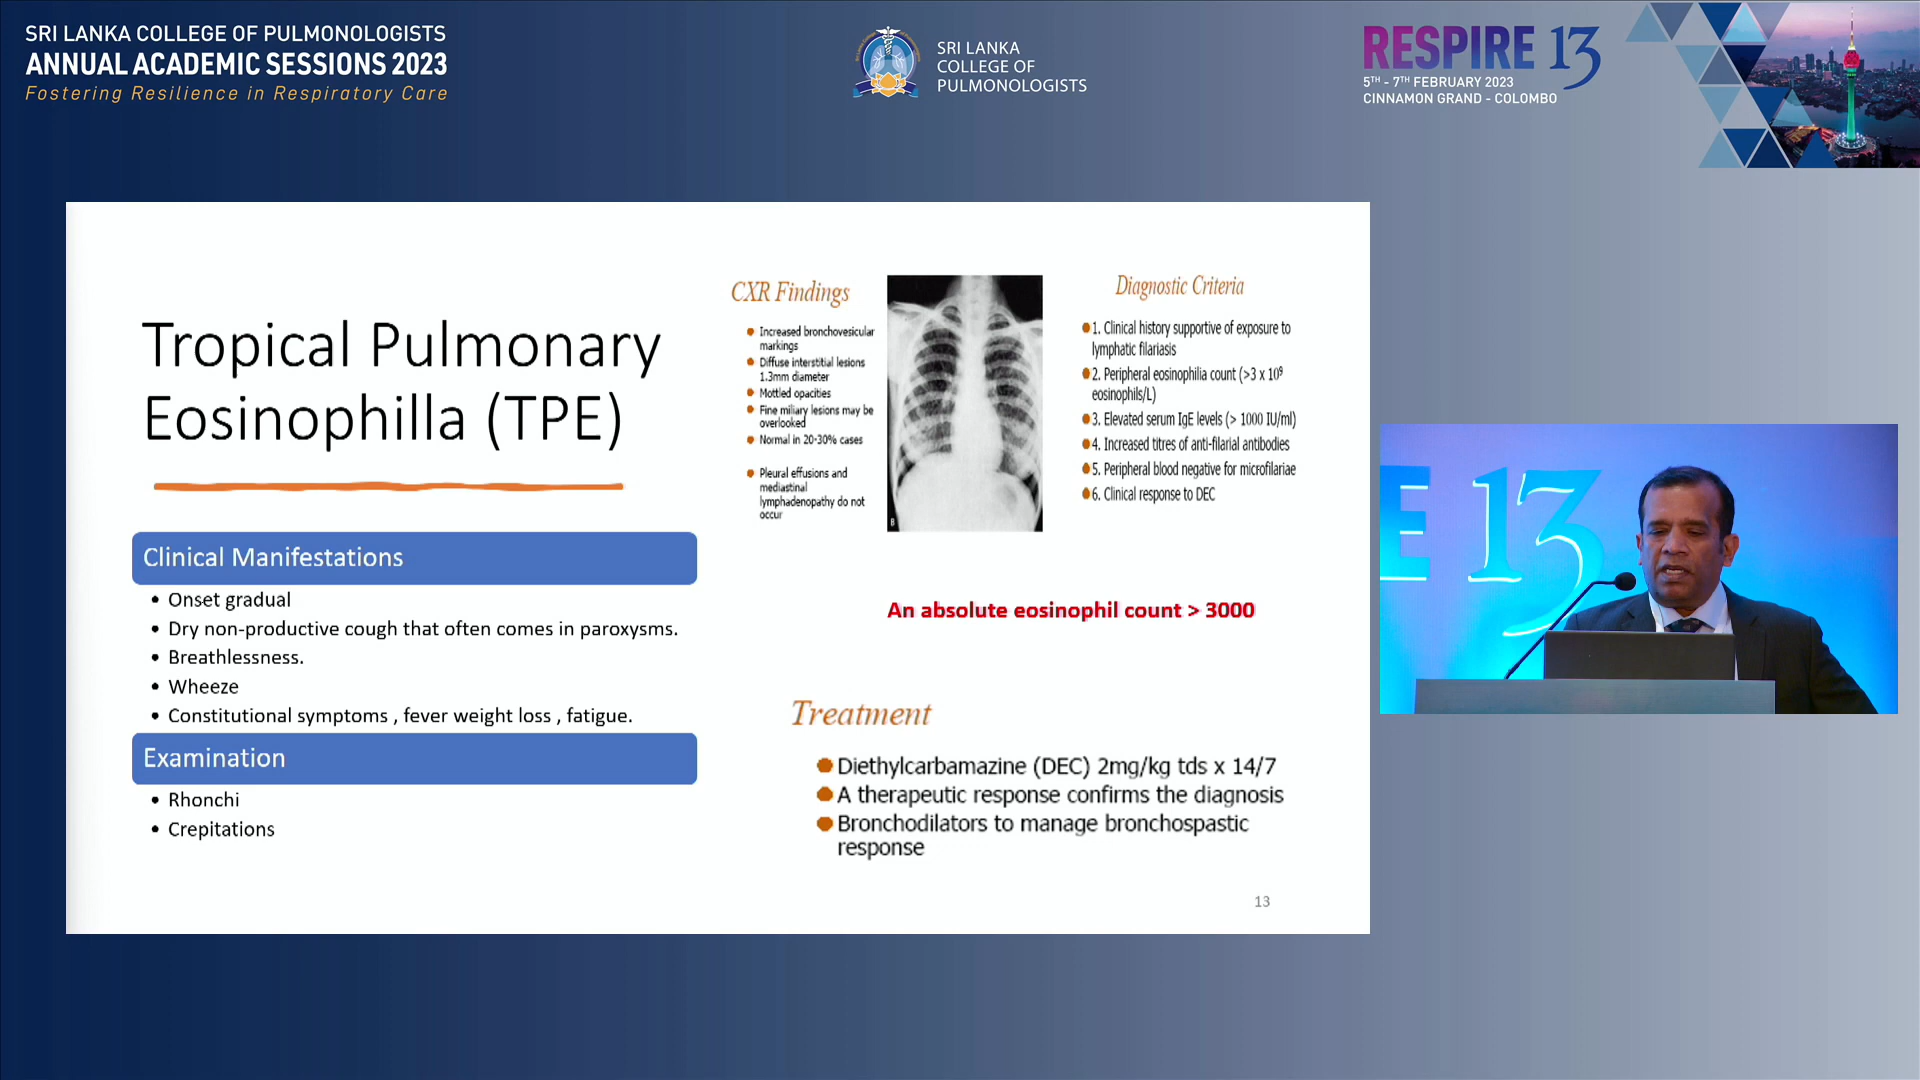 SRI LANKA COLLEGE OF PULMONOLOGISTS
ANNUAL ACADEMIC SESSIONS 2023
Fostering Resilience in Respiratory Care
SRI LANKA
COLLEGE OF
PULMONOLOGISTS
RESPIRE 13
5TH - 7TH FEBRUARY 2023
CINNAMON GRAND - COLOMBO
Tropical Pulmonary
Eosinophilla (TPE)
Clinical Manifestations
• Onset gradual
• Dry non-productive cough that often comes in paroxysms.
• Breathlessness.
• Wheeze
• Constitutional symptoms , fever weight loss , fatigue.
Examination
• Rhonchi
• Crepitations
CXR Findings
Increased bronchovesicular
markings
Diffuse interstitial lesions
1.3mm diameter
Mottled opacities
Fine miliary lesions may be
overlooked
Normal in 20-30% cases
Pleural effusions and
mediastinal
lymphadenopathy do not
occur
B
Diagnostic Criteria
1. Clinical history supportive of exposure to
lymphatic filariasis
2. Peripheral eosinophilia count (>3 x 10⁹
eosinophils/L)
3. Elevated serum IgE levels (> 1000 IU/ml)
4. Increased titres of anti-filarial antibodies
5. Peripheral blood negative for microfilariae
6. Clinical response to DEC
An absolute eosinophil count > 3000
Treatment
Diethylcarbamazine (DEC) 2mg/kg tds x 14/7
A therapeutic response confirms the diagnosis
Bronchodilators to manage bronchospastic
response
13
E 13